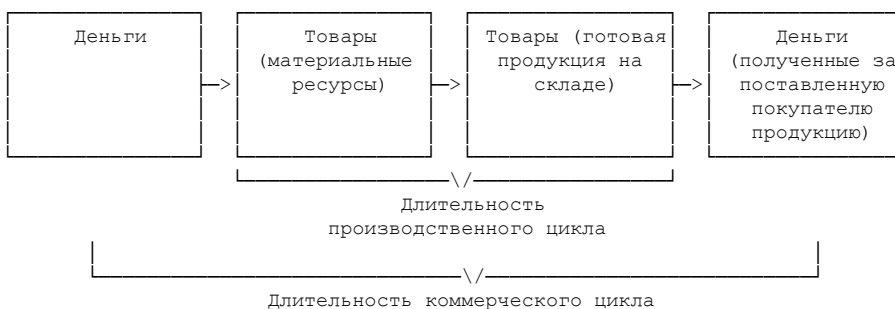 Деньги
Товары
(материальные
ресурсы)
Товары (готовая
продукция на
складе)
Деньги
(полученные за
поставленную
покупателю
продукцию)
Длительность
производственного цикла
Длительность коммерческого цикла